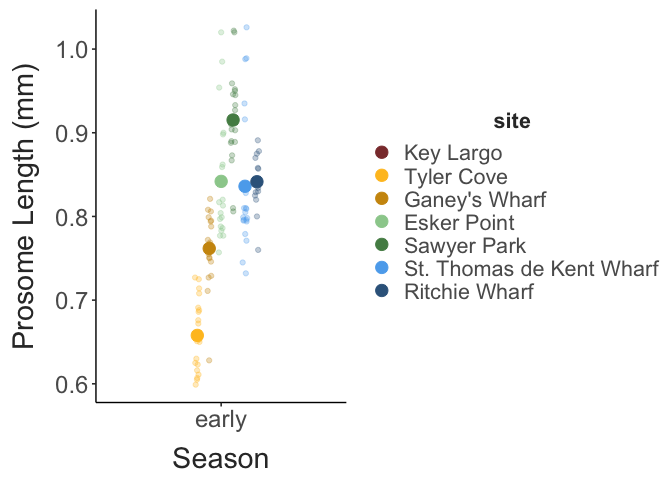 1.0
0.9
0.8
0.7
0.6
Prosome Length (mm)
early
Season
site
Key Largo
Tyler Cove
Ganey's Wharf
Esker Point
Sawyer Park
St. Thomas de Kent Wharf
Ritchie Wharf